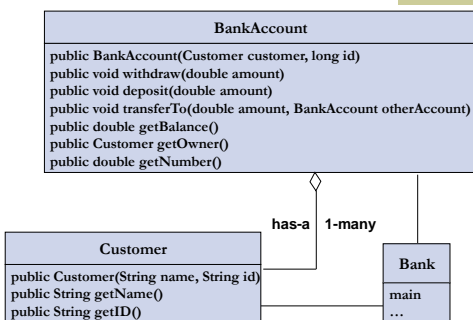 BankAccount
public BankAccount(Customer customer, long id)
public void withdraw(double amount)
public void deposit(double amount)
public void transferTo(double amount, BankAccount otherAccount)
public double getBalance()
public Customer getOwner()
public double getNumber()
has-a 1-many
Customer
public Customer(String name, String id)
public String getName()
public String getID()
Bank
main
…